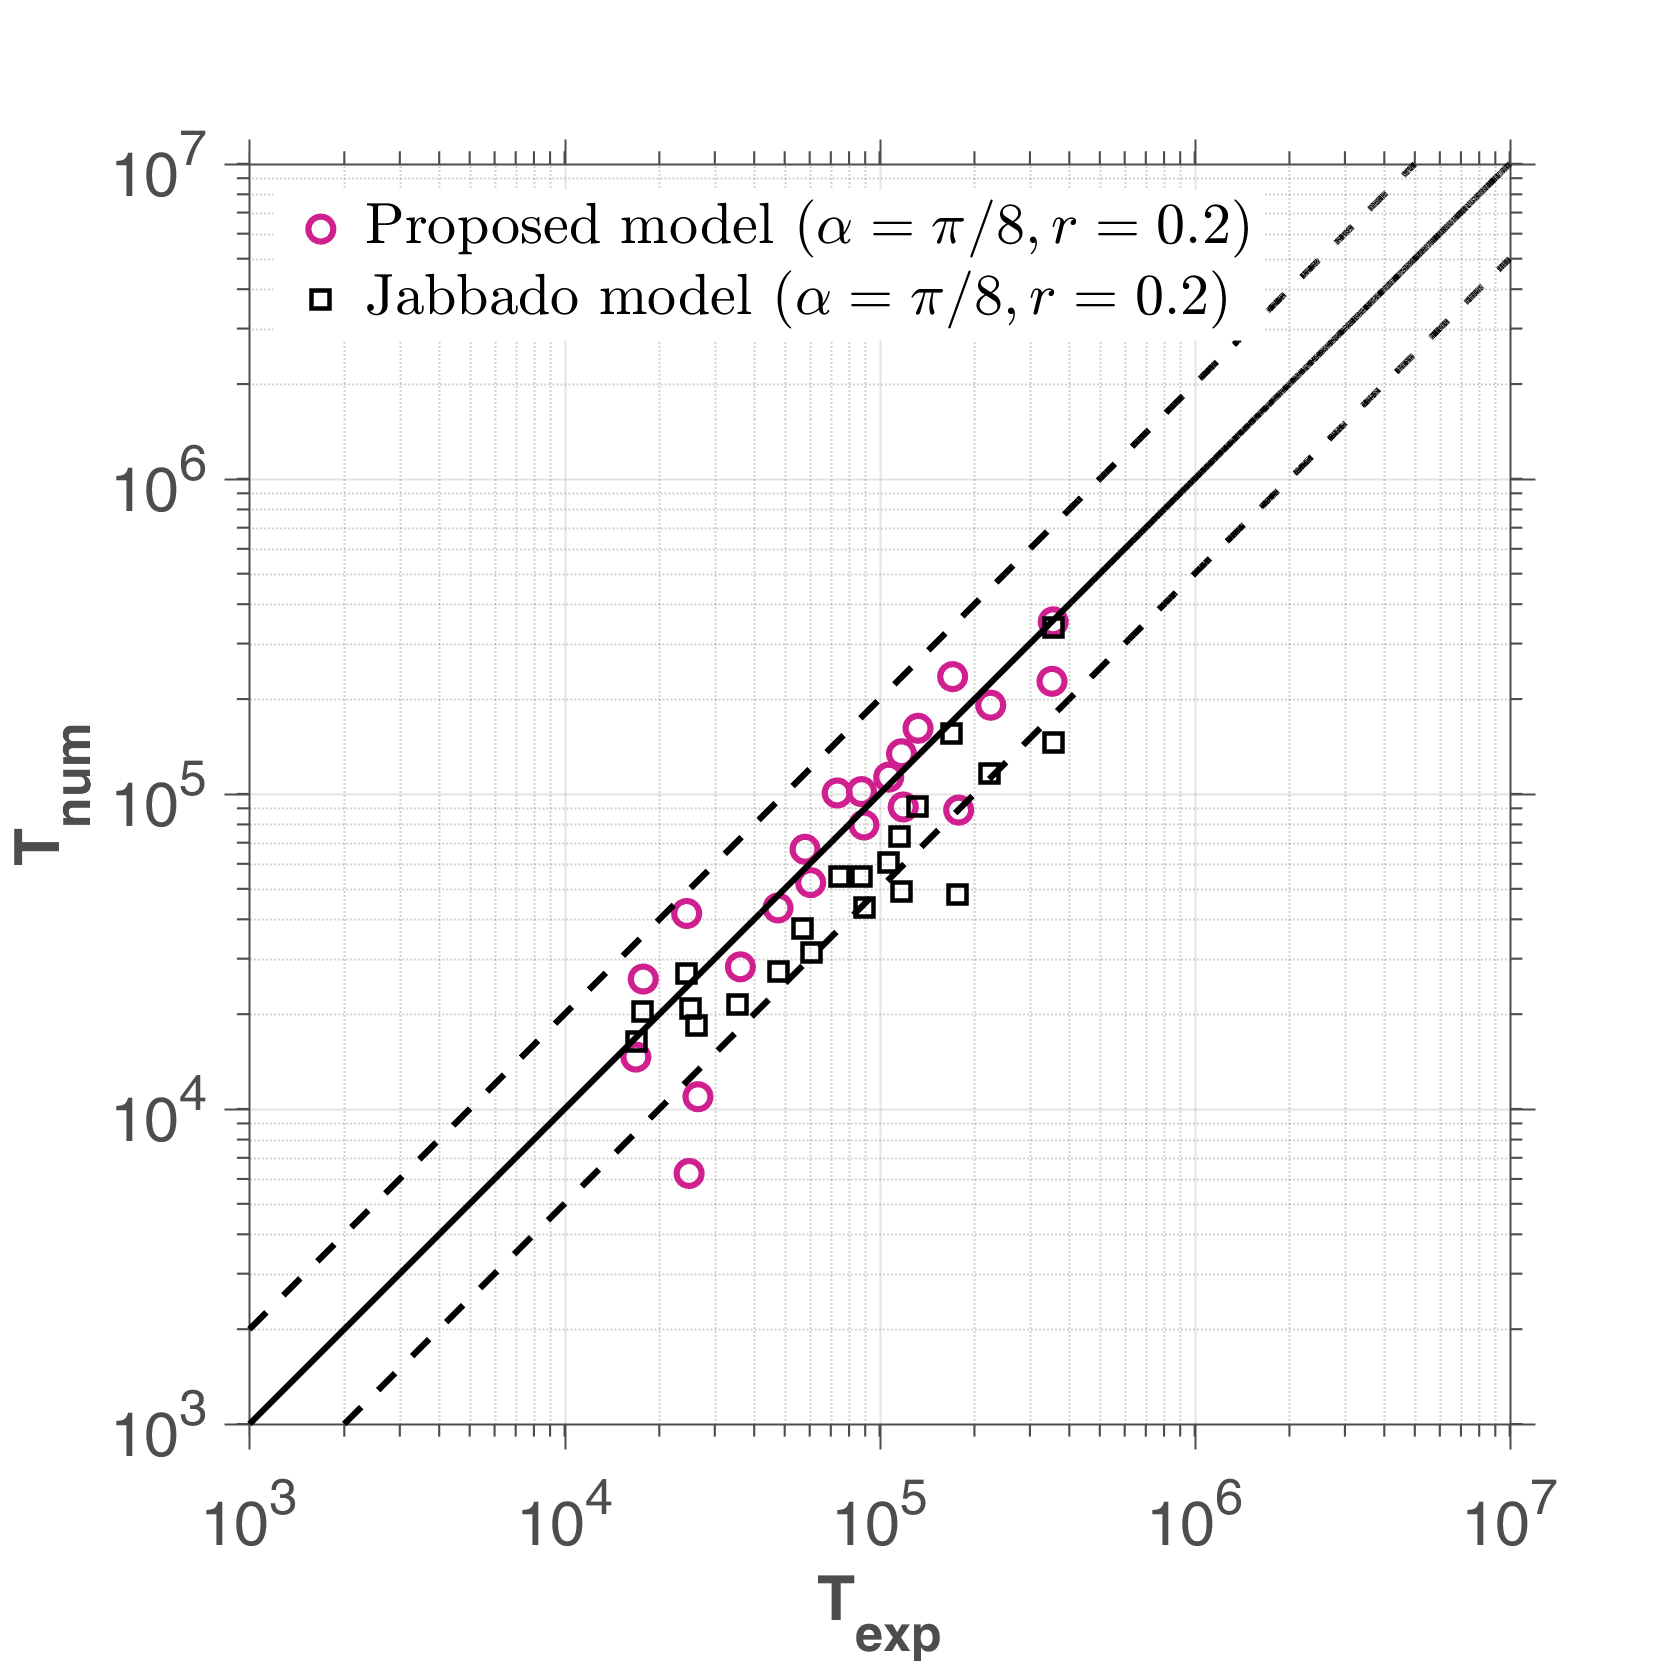 10^7
Proposed model (α = π/8, r = 0.2)
Jabbado model (α = π/8, r = 0.2)
10^6
T_num
10^5
10^4
10^3
10^3 10^4 10^5 10^6 10^7
T_exp